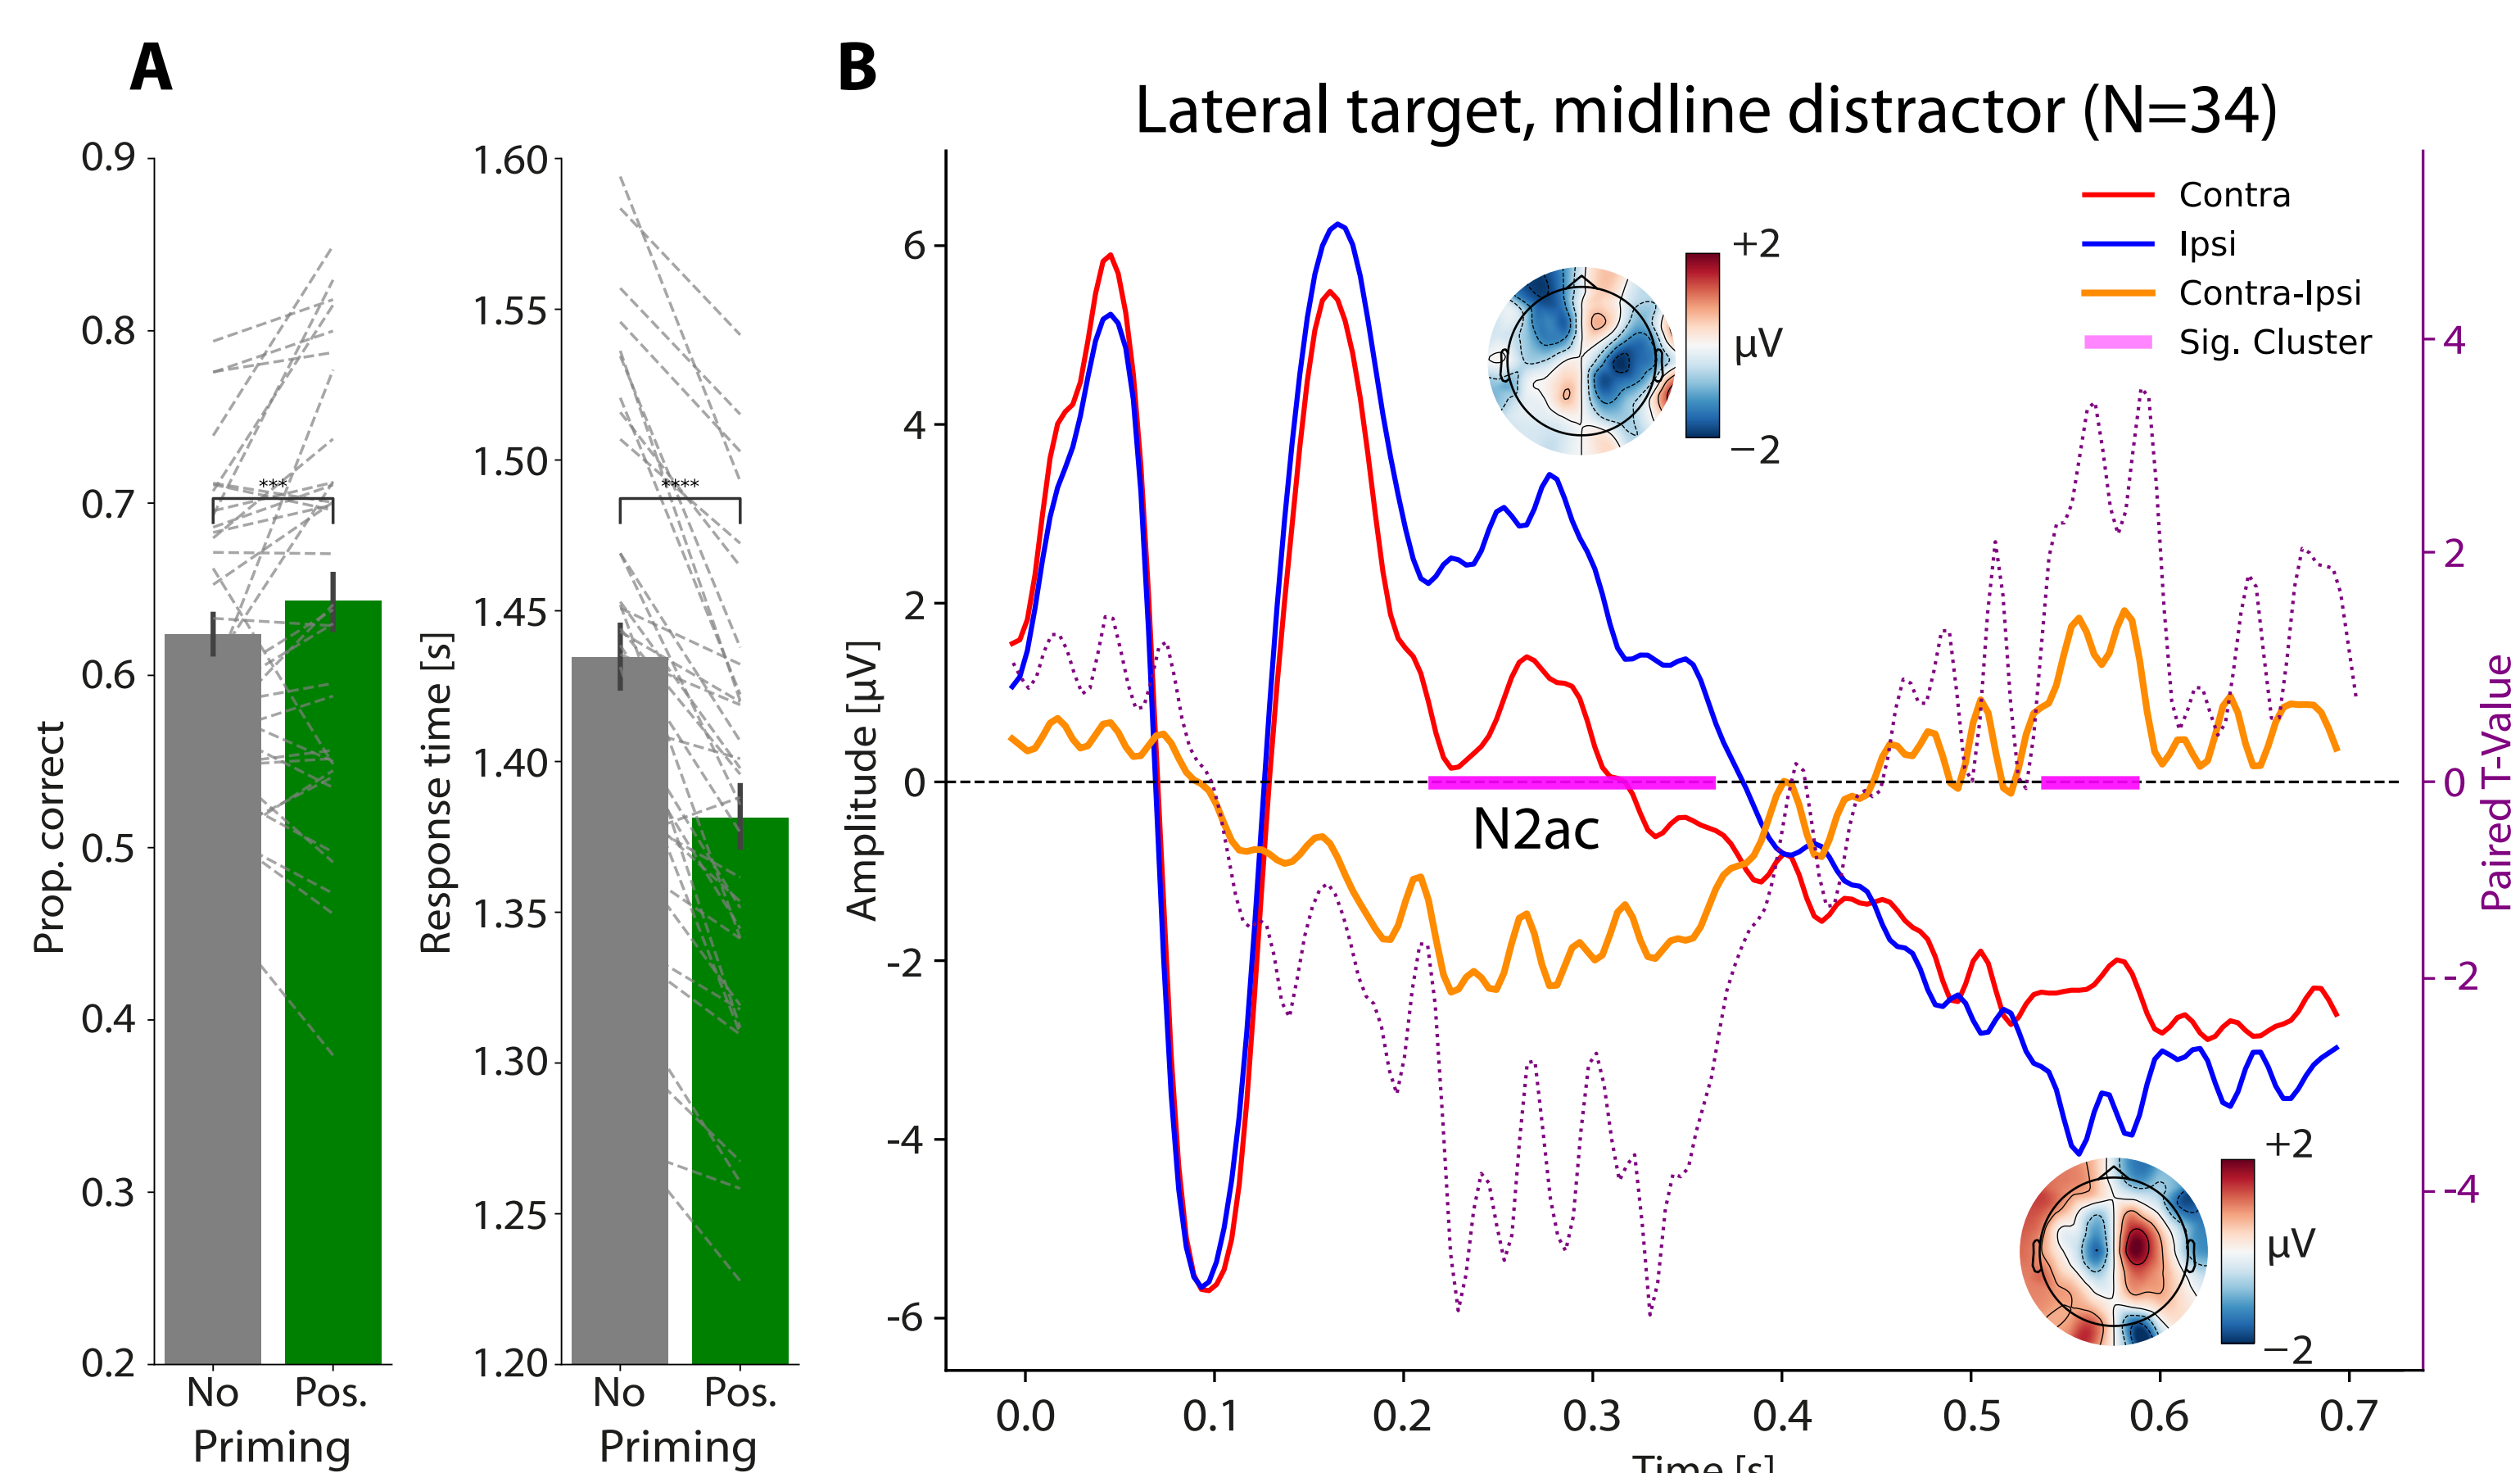 A
0.9
0.8
0.7
0.6
0.5
0.4
0.3
0.2
Prop. correct
***
No Pos.
Priming
1.60
1.55
1.50
1.45
1.40
1.35
1.30
1.25
1.20
Response time [s]
****
No Pos.
Priming
B
Lateral target, midline distractor (N=34)
Contra
Ipsi
Contra-Ipsi
Sig. Cluster
6
4
2
0
-2
-4
-6
Amplitude [µV]
+2
µV
−2
N2ac
4
2
0
-2
-4
Paired T-Value
+2
µV
−2
0.0 0.1 0.2 0.3 0.4 0.5 0.6 0.7
Time [s]